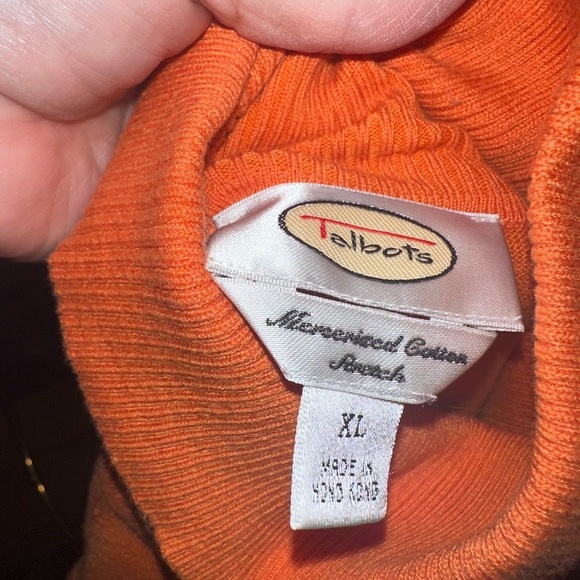 Talbots
Mercerized Cotton
Stretch
XL
MADE IN
HONG KONG